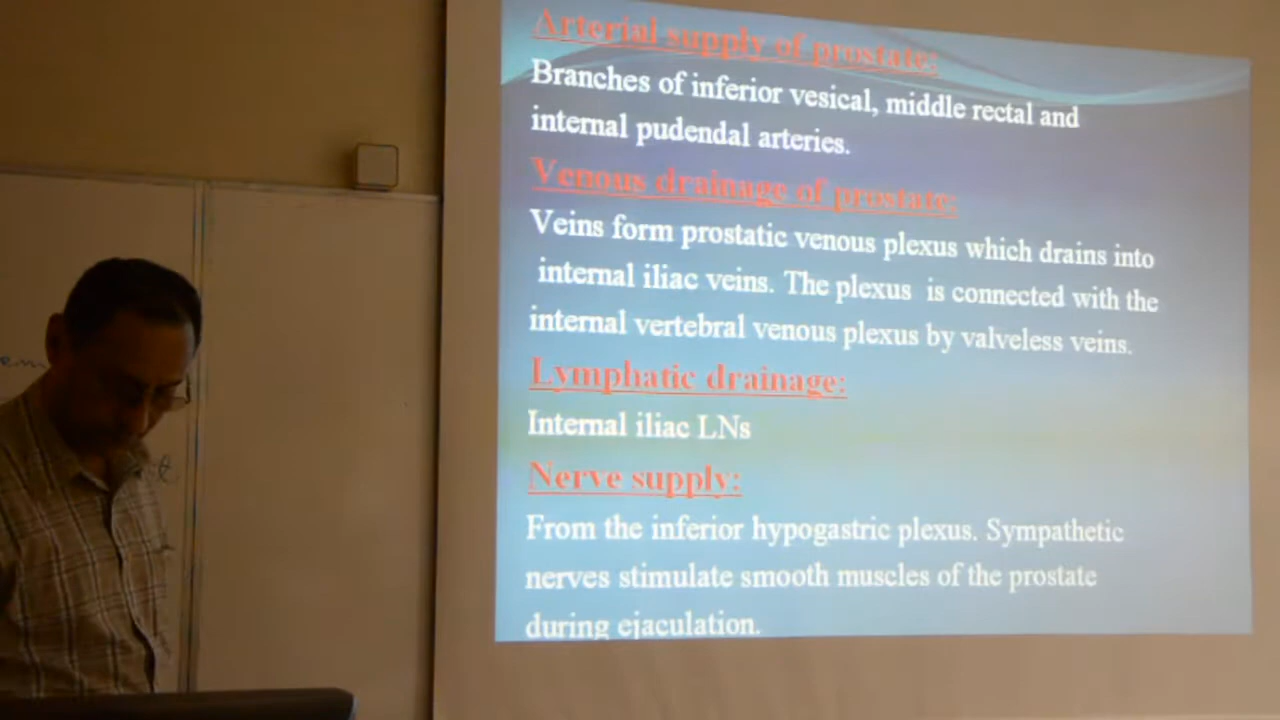 Arterial supply of prostate:
Branches of inferior vesical, middle rectal and
internal pudendal arteries.
Venous drainage of prostate:
Veins form prostatic venous plexus which drains into
internal iliac veins. The plexus is connected with the
internal vertebral venous plexus by valveless veins.
Lymphatic drainage:
Internal iliac LNs
Nerve supply:
From the inferior hypogastric plexus. Sympathetic
nerves stimulate smooth muscles of the prostate
during ejaculation.